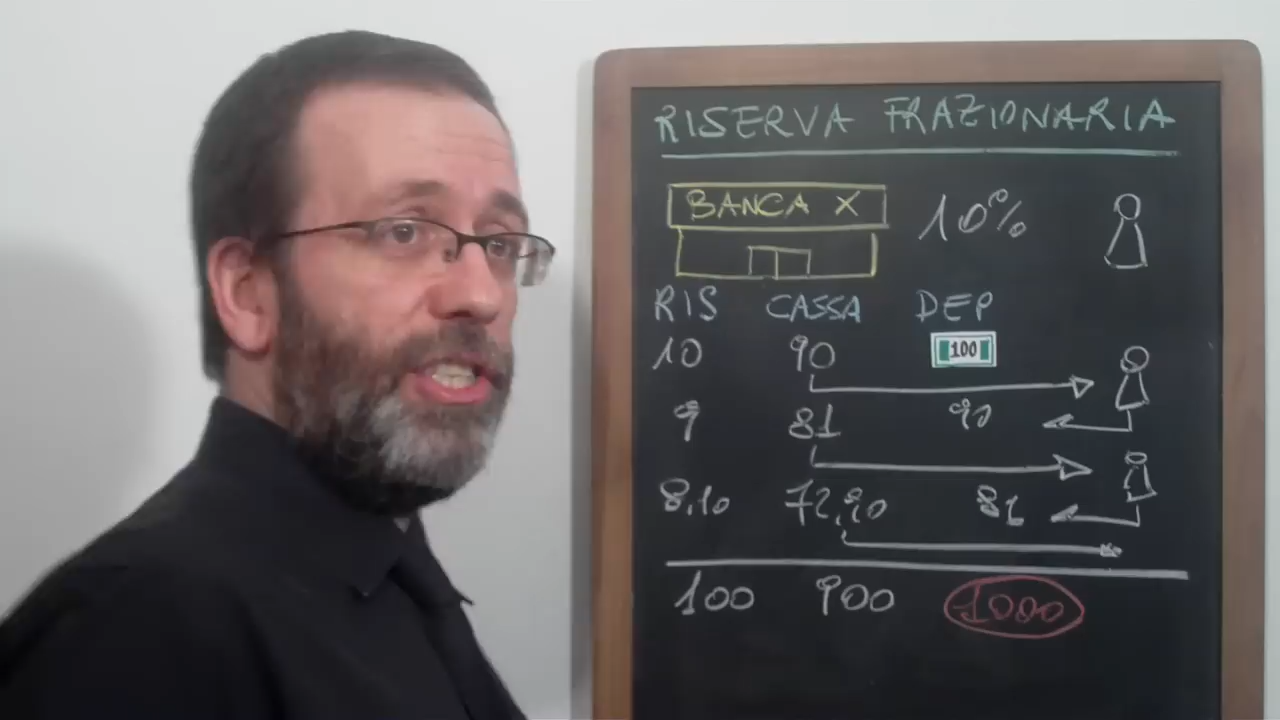 RISERVA FRAZIONARIA
BANCA X 10%
RIS CASSA DEP
10 90 100
9 81 90
8,10 72,90 81
100 900 1000